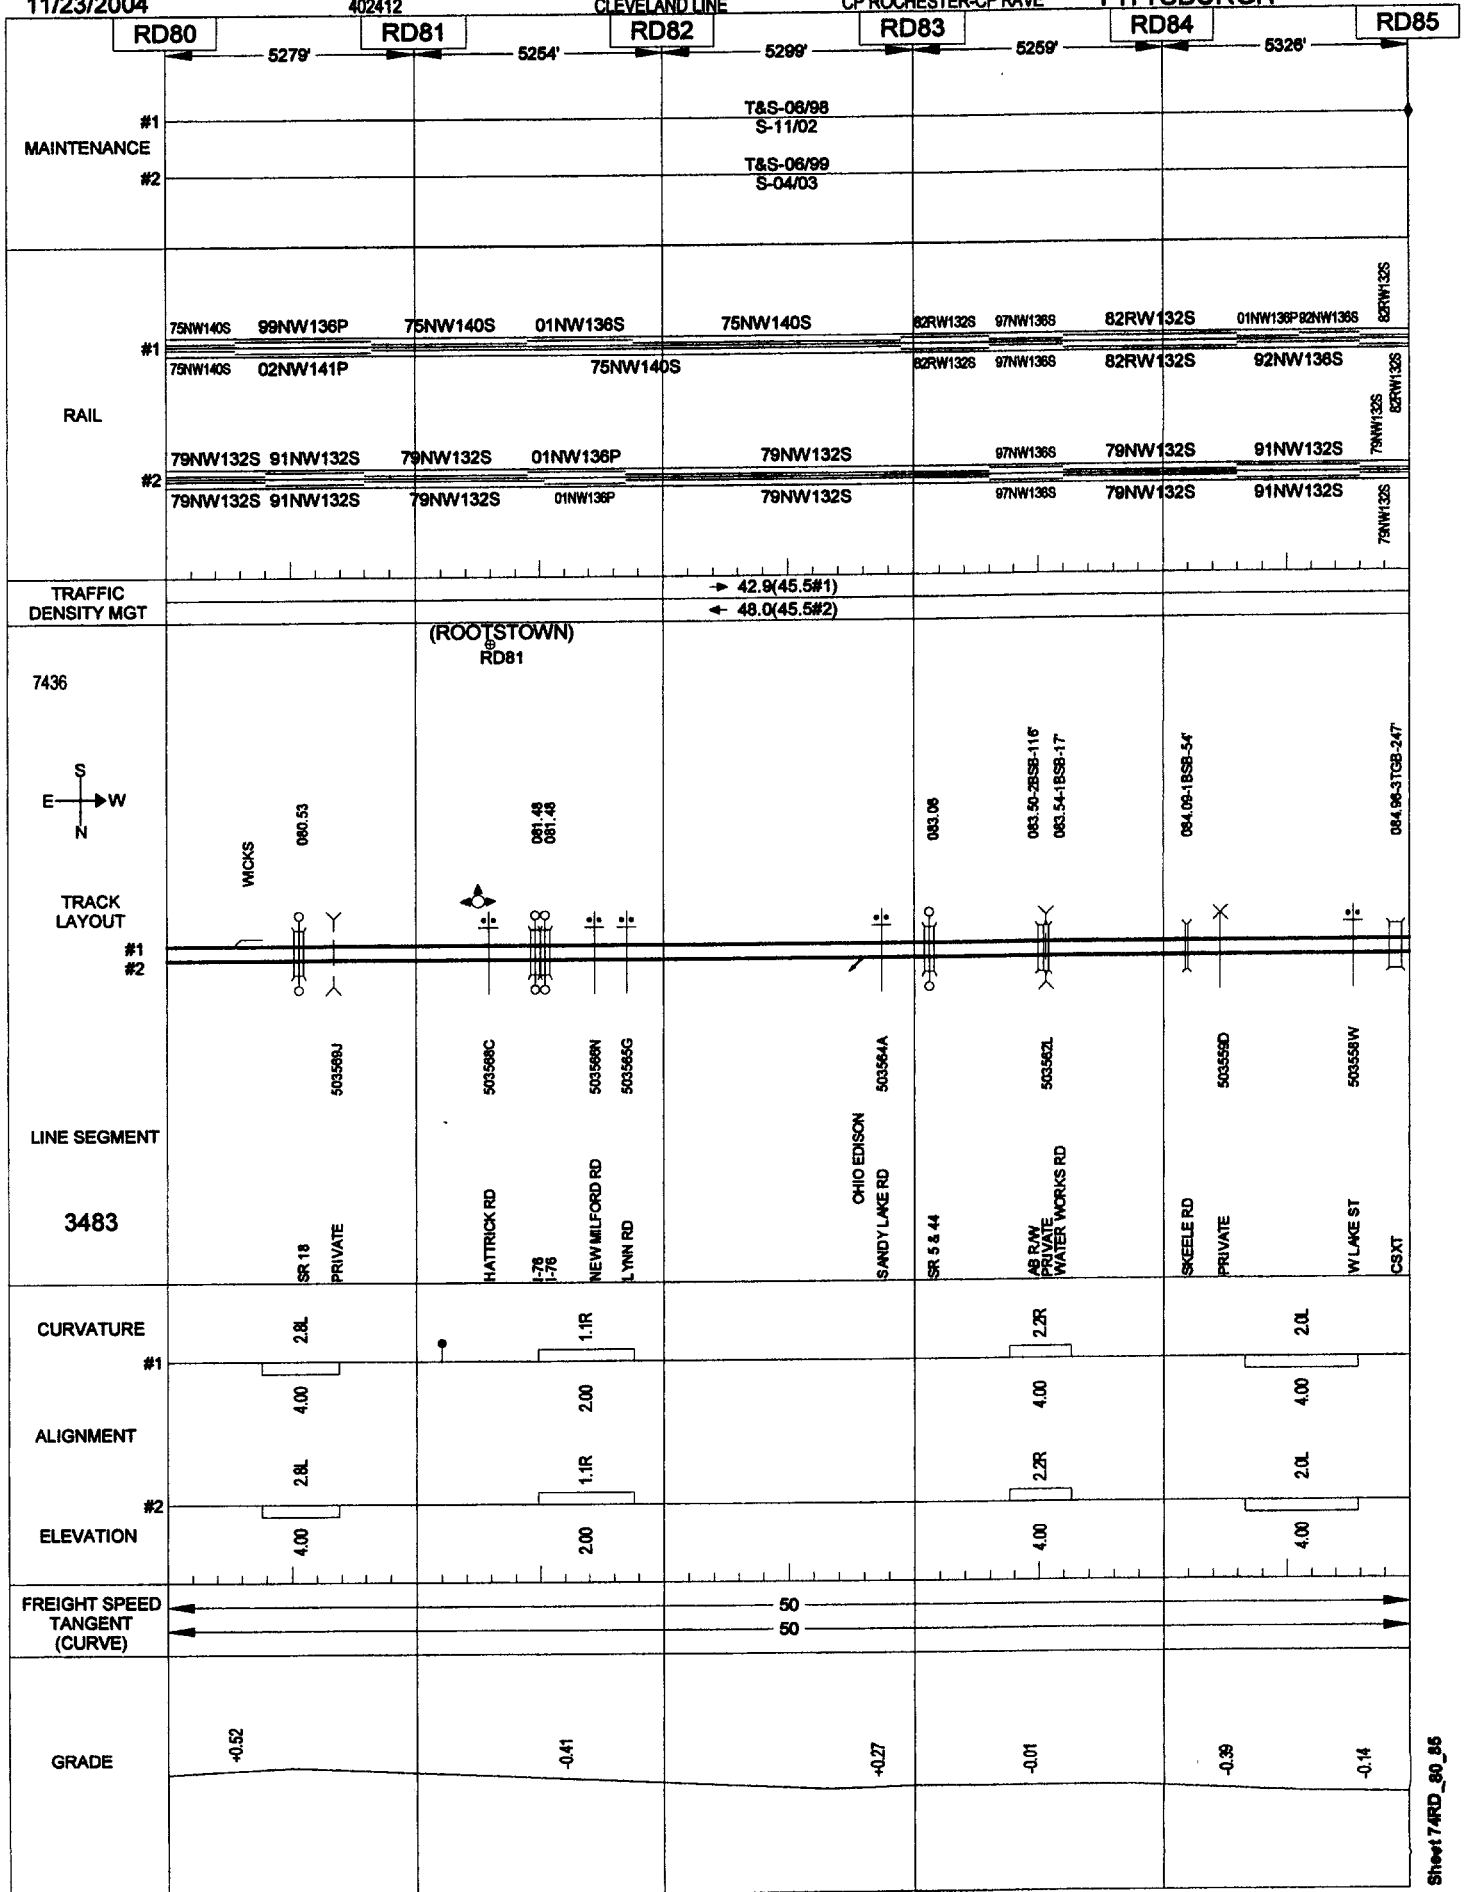 11/23/2004 402412 CLEVELAND LINE CP ROCHESTER-CP RAVE PITTSBURGH
RD80 RD81 RD82 RD83 RD84 RD85
5279' 5254' 5299' 5259' 5326'
MAINTENANCE
#1
T&S-06/98
S-11/02
#2
T&S-06/99
S-04/03
RAIL
75NW140S 99NW136P 75NW140S 01NW136S 75NW140S 82RW132S 97NW136S 82RW132S 01NW136P 92NW136S 82RW132S
#1
75NW140S 02NW141P 75NW140S 82RW132S 97NW136S 82RW132S 92NW136S 82RW132S
79NW132S 91NW132S 79NW132S 01NW136P 79NW132S 97NW136S 79NW132S 91NW132S 79NW132S
#2
79NW132S 91NW132S 79NW132S 01NW136P 79NW132S 97NW136S 79NW132S 91NW132S 79NW132S
TRAFFIC
DENSITY MGT
42.9(45.5#1)
48.0(45.5#2)
(ROOTSTOWN)
RD81
7436
S
E W
N
WICKS
080.53
081.48
081.48
083.06
083.50-2BSB-116'
083.54-1BSB-17'
084.09-1BSB-54'
084.96-3TGB-247'
TRACK
LAYOUT
#1
#2
503569J
503568C
503566N
503565G
503564A
503562L
503559D
503558W
LINE SEGMENT
3483
SR 18
PRIVATE
HATTRICK RD
I-76
I-76
NEW MILFORD RD
LYNN RD
OHIO EDISON
SANDY LAKE RD
SR 5 & 44
AB R/W
PRIVATE
WATER WORKS RD
SKEELE RD
PRIVATE
W LAKE ST
CSXT
CURVATURE
#1
2.8L 1.1R 2.2R 2.0L
4.00 2.00 4.00 4.00
ALIGNMENT
2.8L 1.1R 2.2R 2.0L
#2
ELEVATION
4.00 2.00 4.00 4.00
FREIGHT SPEED
TANGENT
(CURVE)
50
50
GRADE
+0.52 -0.41 +0.27 -0.01 -0.39 -0.14
Sheet 74RD_80_85